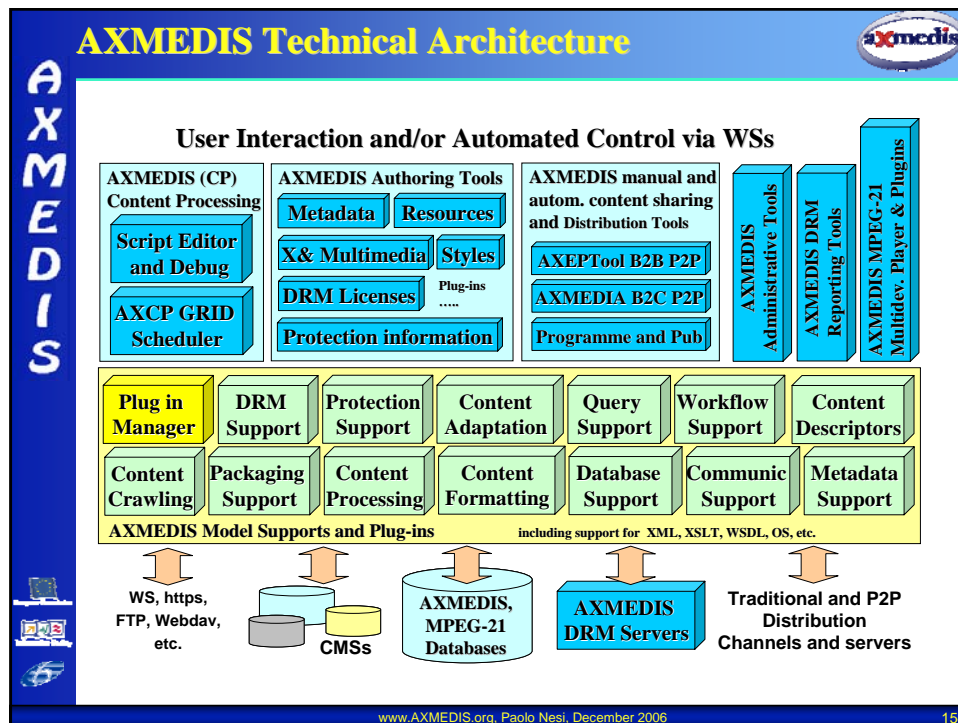 AXMEDIS Technical Architecture
axmedis
AXMEDIS
User Interaction and/or Automated Control via WSs
AXMEDIS (CP)
Content Processing
Script Editor
and Debug
AXCP GRID
Scheduler
AXMEDIS Authoring Tools
Metadata
Resources
X& Multimedia
Styles
DRM Licenses
Plug-ins
.....
Protection information
AXMEDIS manual and
autom. content sharing
and Distribution Tools
AXEPTool B2B P2P
AXMEDIA B2C P2P
Programme and Pub
AXMEDIS
Administrative Tools
AXMEDIS DRM
Reporting Tools
AXMEDIS MPEG-21
Multidev. Player & Plugins
Plug in
Manager
DRM
Support
Protection
Support
Content
Adaptation
Query
Support
Workflow
Support
Content
Descriptors
Content
Crawling
Packaging
Support
Content
Processing
Content
Formatting
Database
Support
Communic
Support
Metadata
Support
AXMEDIS Model Supports and Plug-ins
including support for XML, XSLT, WSDL, OS, etc.
WS, https,
FTP, Webdav,
etc.
CMSs
AXMEDIS,
MPEG-21
Databases
AXMEDIS
DRM Servers
Traditional and P2P
Distribution
Channels and servers
www.AXMEDIS.org, Paolo Nesi, December 2006
15